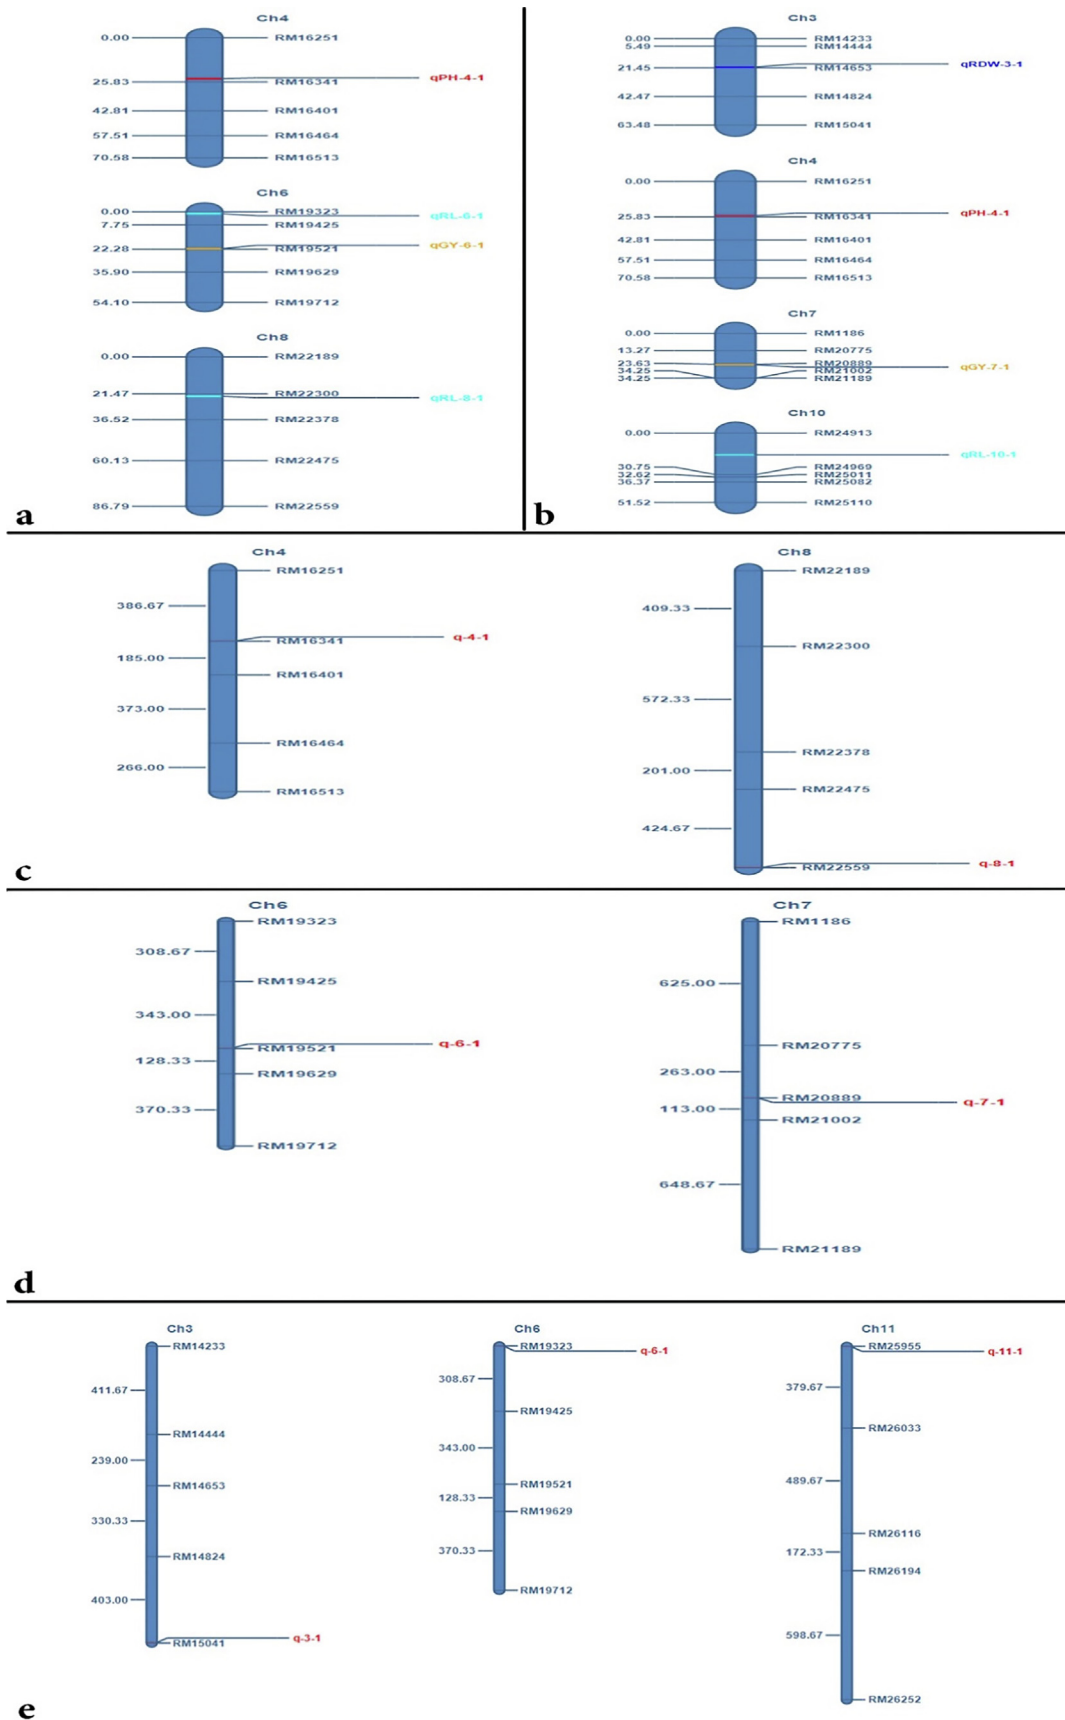 Ch4
0.00 RM16251
qPH-4-1
25.83 RM16341
42.81 RM16401
57.51 RM16464
70.58 RM16513
Ch6
0.00 RM19323
qRL-6-1
7.75 RM19425
qGY-6-1
22.28 RM19521
35.90 RM19629
54.10 RM19712
Ch8
0.00 RM22189
21.47 RM22300
qRL-8-1
36.52 RM22378
60.13 RM22475
86.79 RM22559
a
Ch3
0.00 RM14233
5.49 RM14444
qRDW-3-1
21.45 RM14653
42.47 RM14824
63.48 RM15041
Ch4
0.00 RM16251
qPH-4-1
25.83 RM16341
42.81 RM16401
57.51 RM16464
70.58 RM16513
Ch7
0.00 RM1186
13.27 RM20775
23.63 RM20889
qGY-7-1
34.25 RM21002
34.25 RM21189
Ch10
0.00 RM24913
qRL-10-1
30.75 RM24969
32.62 RM25011
36.37 RM25082
51.52 RM25110
b
Ch4
RM16251
386.67
q-4-1
RM16341
185.00
RM16401
373.00
RM16464
266.00
RM16513
c
Ch8
RM22189
409.33
RM22300
572.33
RM22378
201.00
RM22475
424.67
q-8-1
RM22559
Ch6
RM19323
308.67
RM19425
343.00
q-6-1
RM19521
128.33
RM19629
370.33
RM19712
d
Ch7
RM1186
625.00
RM20775
263.00
RM20889
q-7-1
113.00
RM21002
648.67
RM21189
Ch3
RM14233
411.67
RM14444
239.00
RM14653
330.33
RM14824
403.00
q-3-1
RM15041
e
Ch6
RM19323
q-6-1
308.67
RM19425
343.00
RM19521
128.33
RM19629
370.33
RM19712
Ch11
RM25955
q-11-1
379.67
RM26033
489.67
RM26116
172.33
RM26194
598.67
RM26252